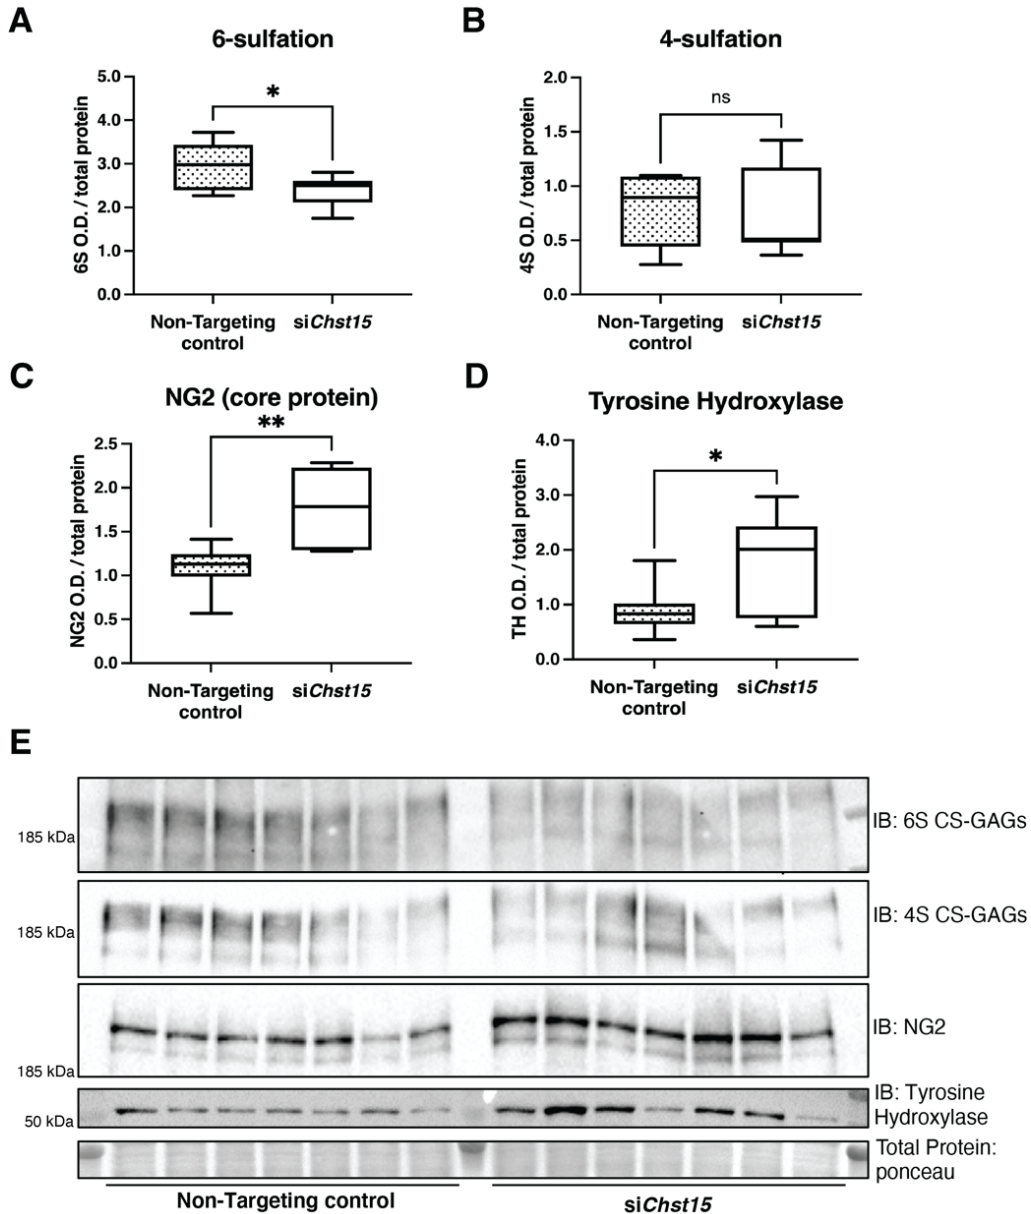 A
6-sulfation
6S O.D. / total protein
5.0
4.0
3.0
2.0
1.0
0.0
*
Non-Targeting
control
siChst15
B
4-sulfation
4S O.D. / total protein
2.0
1.5
1.0
0.5
0.0
ns
Non-Targeting
control
siChst15
C
NG2 (core protein)
NG2 O.D. / total protein
2.5
2.0
1.5
1.0
0.5
0.0
**
Non-Targeting
control
siChst15
D
Tyrosine Hydroxylase
TH O.D. / total protein
4.0
3.0
2.0
1.0
0.0
*
Non-Targeting
control
siChst15
E
185 kDa
IB: 6S CS-GAGs
185 kDa
IB: 4S CS-GAGs
185 kDa
IB: NG2
50 kDa
IB: Tyrosine
Hydroxylase
Total Protein:
ponceau
Non-Targeting control
siChst15